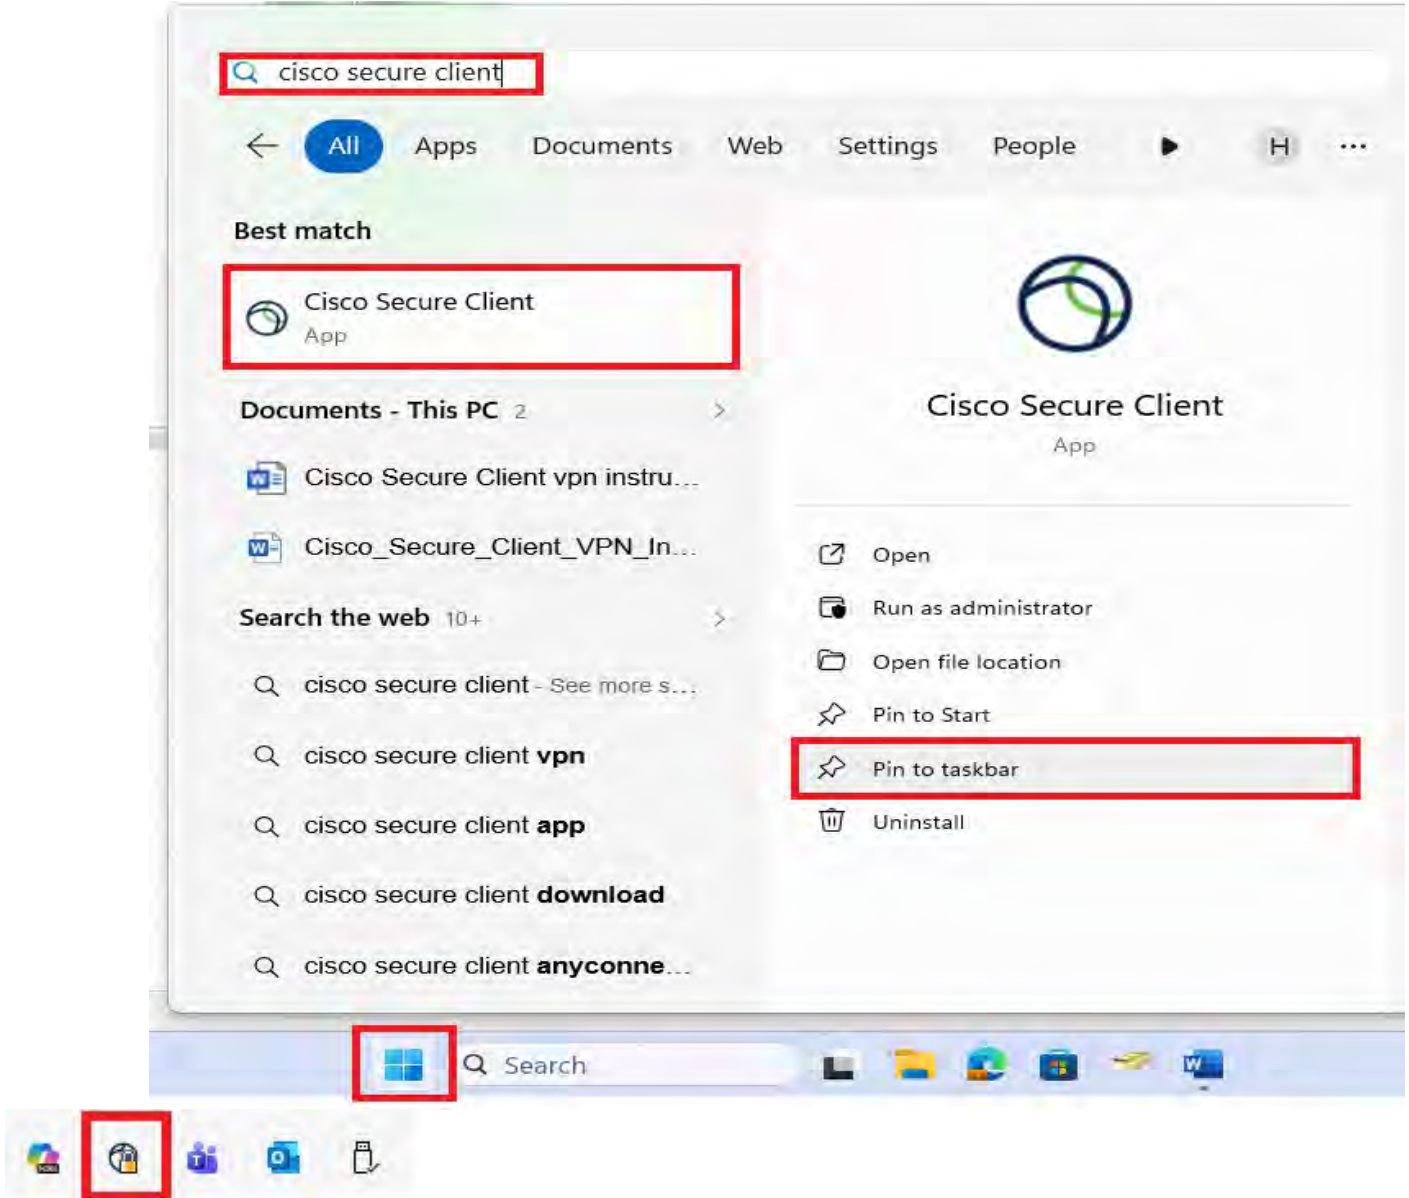 cisco secure client
All Apps Documents Web Settings People H ...
Best match
Cisco Secure Client
App
Documents - This PC 2
Cisco Secure Client vpn instru...
Cisco_Secure_Client_VPN_In...
Search the web 10+
cisco secure client - See more s...
cisco secure client vpn
cisco secure client app
cisco secure client download
cisco secure client anyconne...
Cisco Secure Client
App
Open
Run as administrator
Open file location
Pin to Start
Pin to taskbar
Uninstall
Search